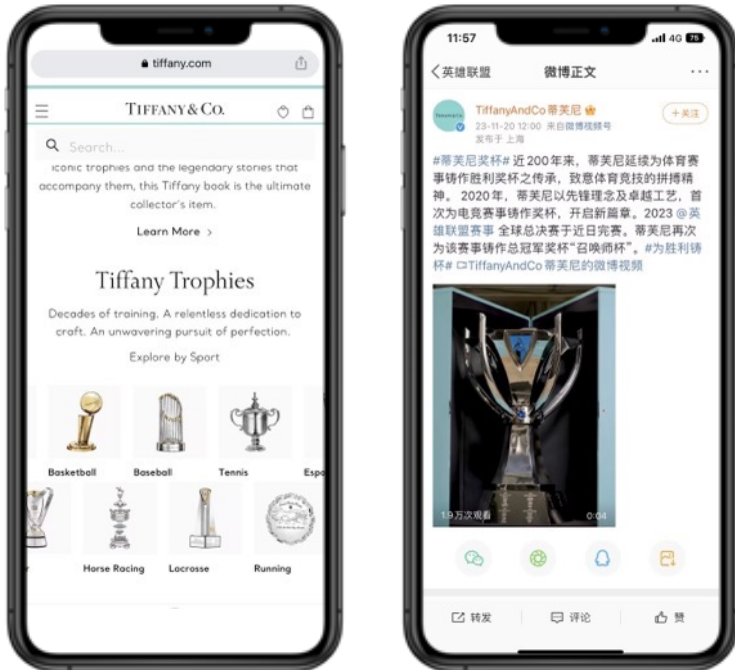 tiffany.com
TIFFANY & CO.
Search...
iconic trophies and the legendary stories that
accompany them, this Tiffany book is the ultimate
collector's item.
Learn More >
Tiffany Trophies
Decades of training. A relentless dedication to
craft. An unwavering pursuit of perfection.
Explore by Sport
Basketball Baseball Tennis Espo
r Horse Racing Lacrosse Running
11:57 4G 75
英雄联盟 微博正文 ···
TIFFANY & CO.
TiffanyAndCo蒂芙尼
23-11-20 12:00 来自微博视频号
发布于 上海
+关注
#蒂芙尼奖杯# 近200年来，蒂芙尼延续为体育赛
事铸作胜利奖杯之传承，致意体育竞技的拼搏精
神。 2020年，蒂芙尼以先锋理念及卓越工艺，首
次为电竞赛事铸作奖杯，开启新篇章。2023 @英
雄联盟赛事 全球总决赛于近日完赛。蒂芙尼再次
为该赛事铸作总冠军奖杯“召唤师杯”。#为胜利铸
杯# TiffanyAndCo蒂芙尼的微博视频
1.9万次观看 0:04
转发 评论 赞